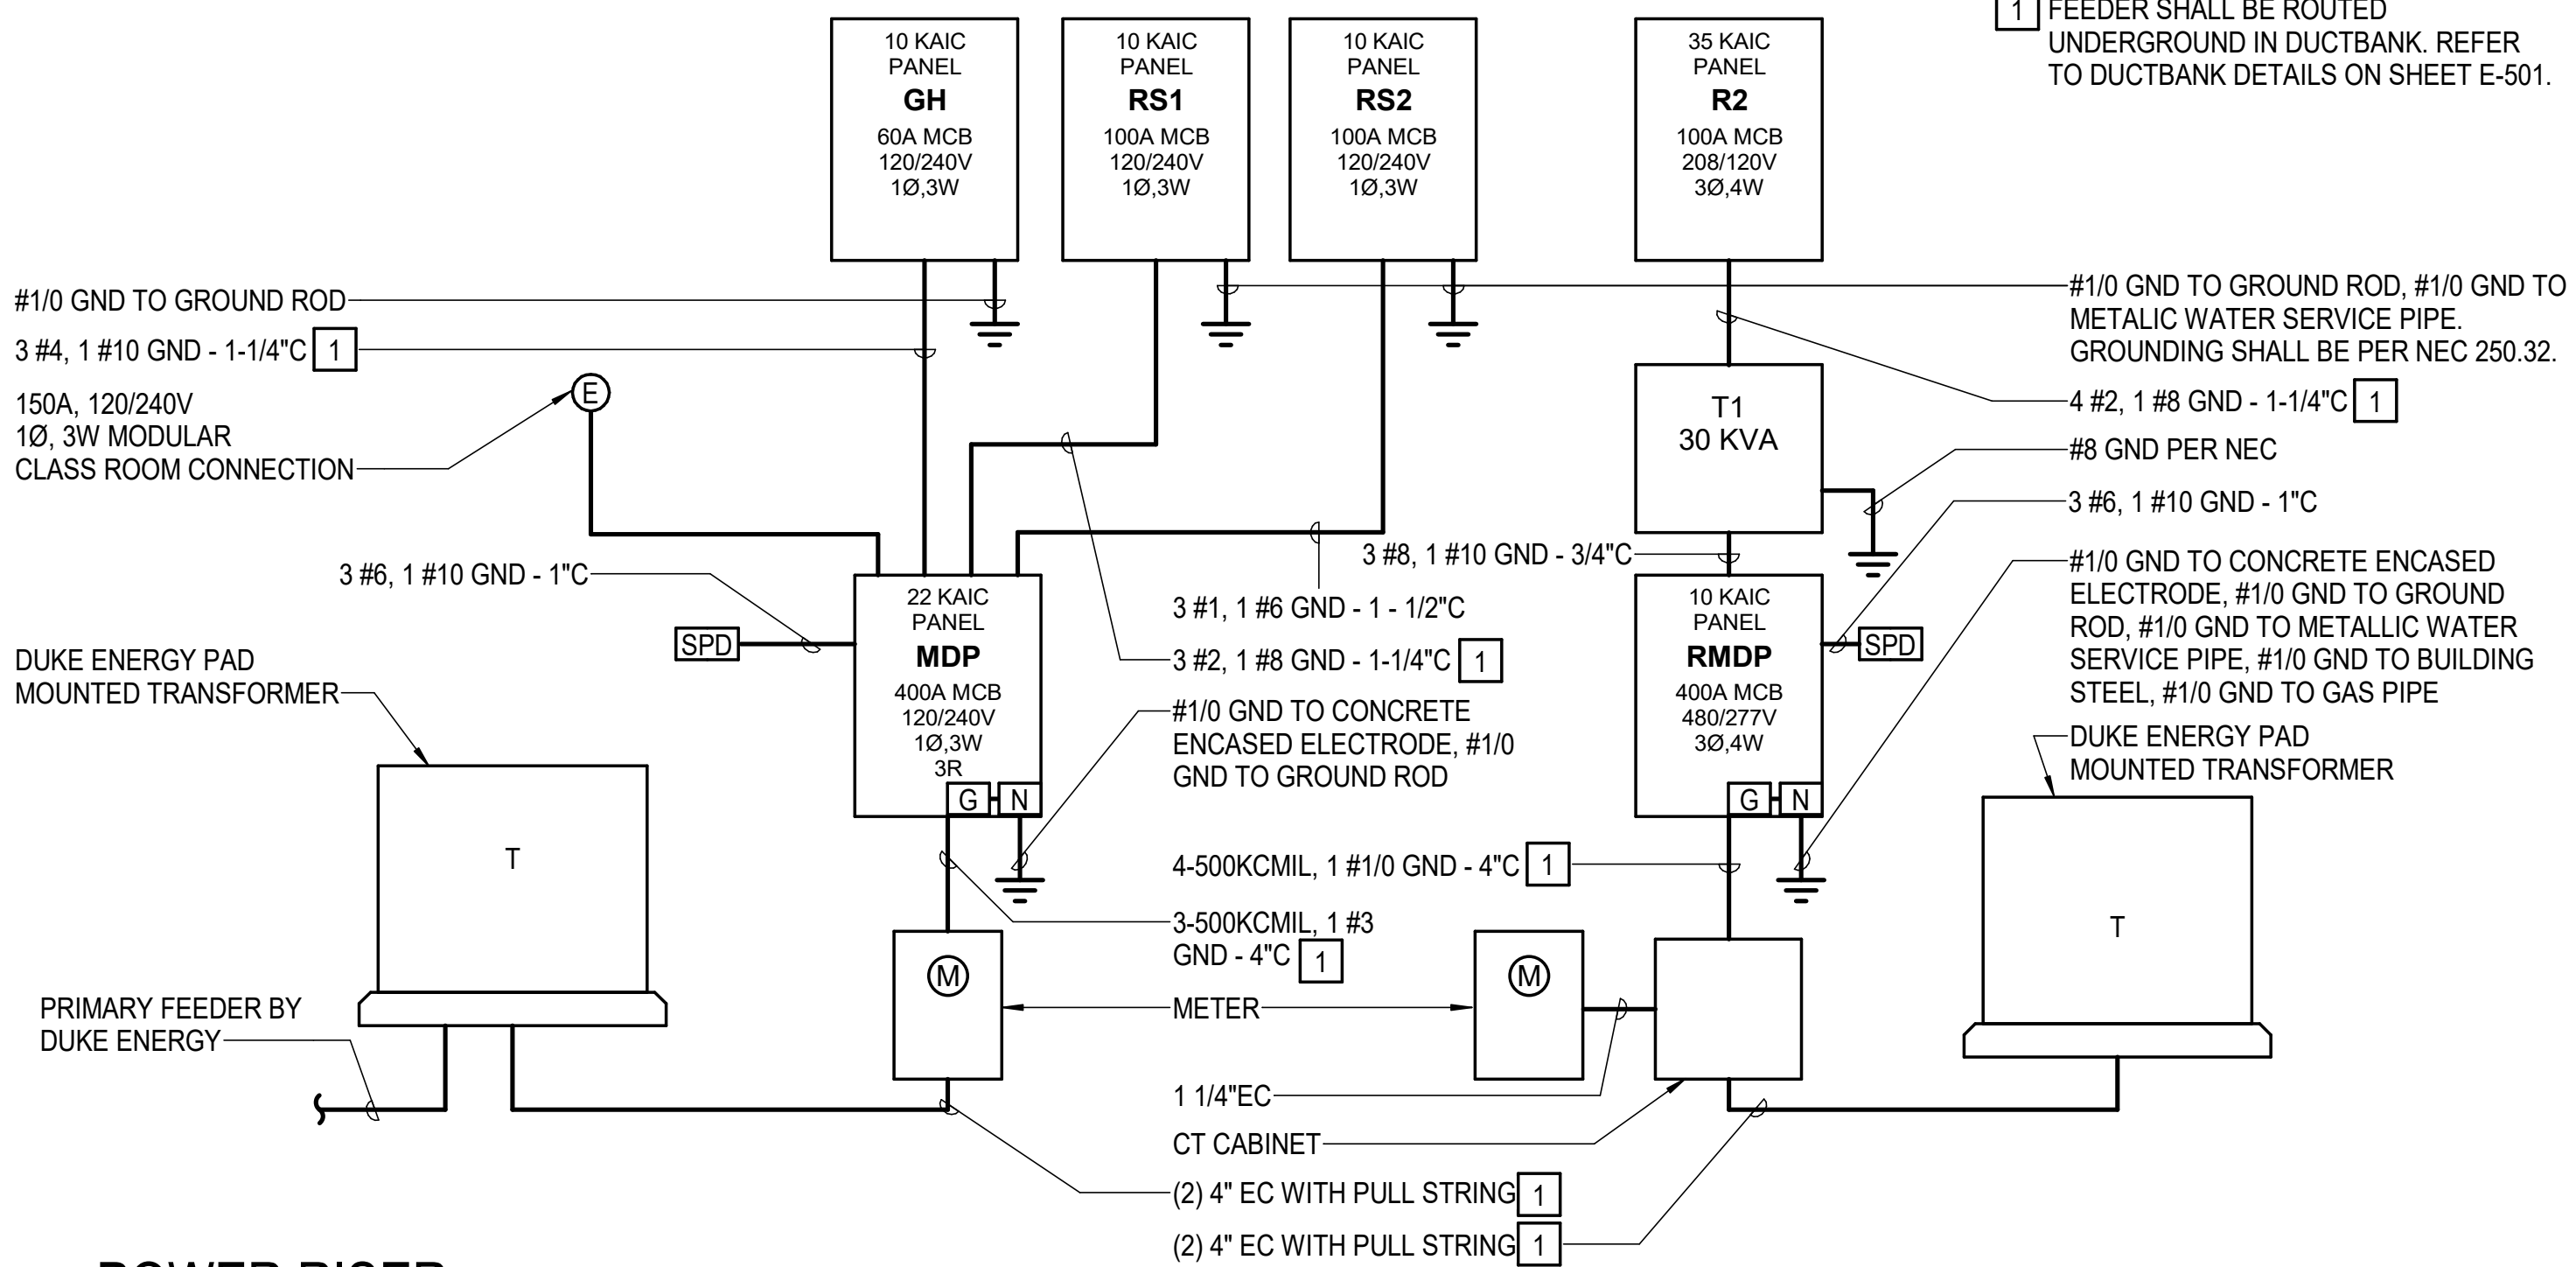 10 KAIC
PANEL
GH
60A MCB
120/240V
1Ø,3W
10 KAIC
PANEL
RS1
100A MCB
120/240V
1Ø,3W
10 KAIC
PANEL
RS2
100A MCB
120/240V
1Ø,3W
35 KAIC
PANEL
R2
100A MCB
208/120V
3Ø,4W
1 FEEDER SHALL BE ROUTED
UNDERGROUND IN DUCTBANK. REFER
TO DUCTBANK DETAILS ON SHEET E-501.
#1/0 GND TO GROUND ROD
3 #4, 1 #10 GND - 1-1/4"C 1
150A, 120/240V
1Ø, 3W MODULAR
CLASS ROOM CONNECTION
E
#1/0 GND TO GROUND ROD, #1/0 GND TO
METALIC WATER SERVICE PIPE.
GROUNDING SHALL BE PER NEC 250.32.
4 #2, 1 #8 GND - 1-1/4"C 1
#8 GND PER NEC
3 #6, 1 #10 GND - 1"C
T1
30 KVA
3 #8, 1 #10 GND - 3/4"C
3 #6, 1 #10 GND - 1"C
SPD
22 KAIC
PANEL
MDP
400A MCB
120/240V
1Ø,3W
3R
G N
3 #1, 1 #6 GND - 1 - 1/2"C
3 #2, 1 #8 GND - 1-1/4"C 1
#1/0 GND TO CONCRETE
ENCASED ELECTRODE, #1/0
GND TO GROUND ROD
10 KAIC
PANEL
RMDP
400A MCB
480/277V
3Ø,4W
G N
SPD
#1/0 GND TO CONCRETE ENCASED
ELECTRODE, #1/0 GND TO GROUND
ROD, #1/0 GND TO METALLIC WATER
SERVICE PIPE, #1/0 GND TO BUILDING
STEEL, #1/0 GND TO GAS PIPE
DUKE ENERGY PAD
MOUNTED TRANSFORMER
DUKE ENERGY PAD
MOUNTED TRANSFORMER
T
4-500KCMIL, 1 #1/0 GND - 4"C 1
3-500KCMIL, 1 #3
GND - 4"C 1
M
METER
M
T
PRIMARY FEEDER BY
DUKE ENERGY
1 1/4"EC
CT CABINET
(2) 4" EC WITH PULL STRING 1
(2) 4" EC WITH PULL STRING 1
POWER RISER